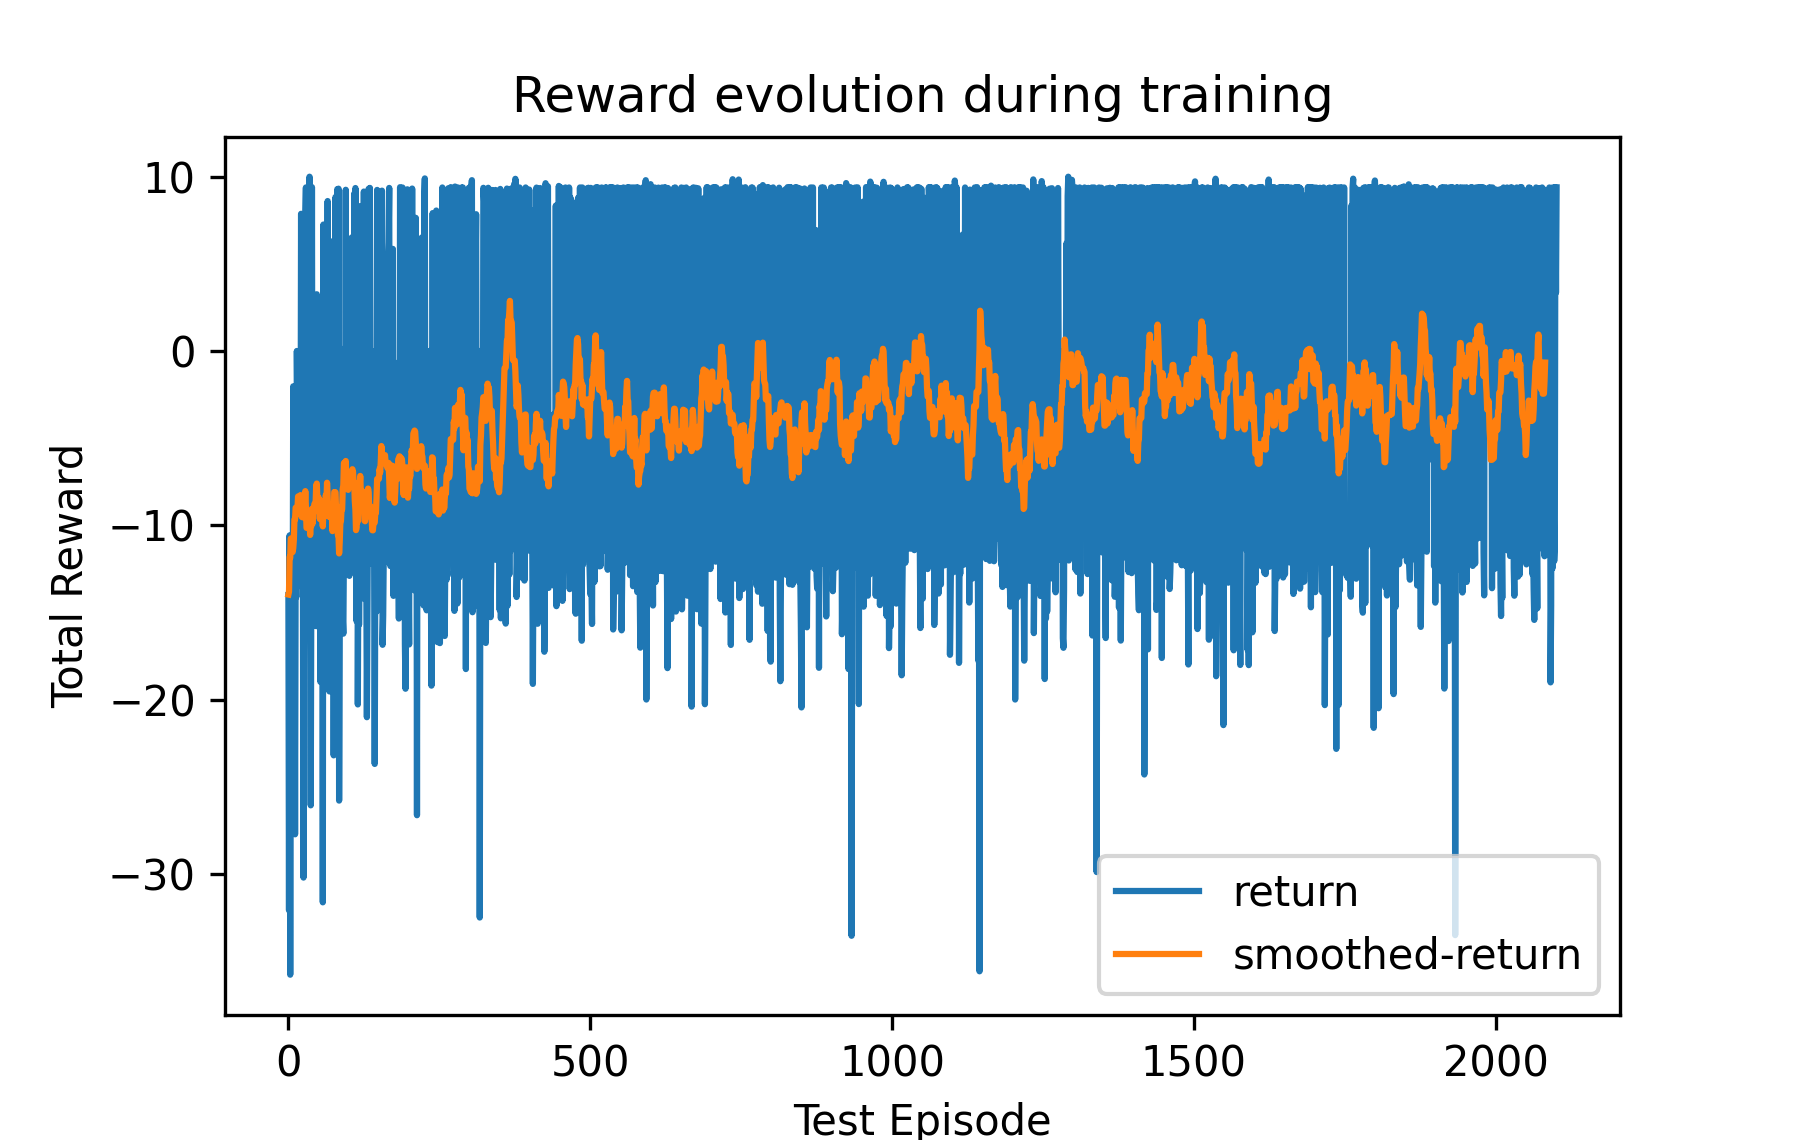 Reward evolution during training
10
0
−10
−20
−30
Total Reward
return
smoothed-return
0 500 1000 1500 2000
Test Episode